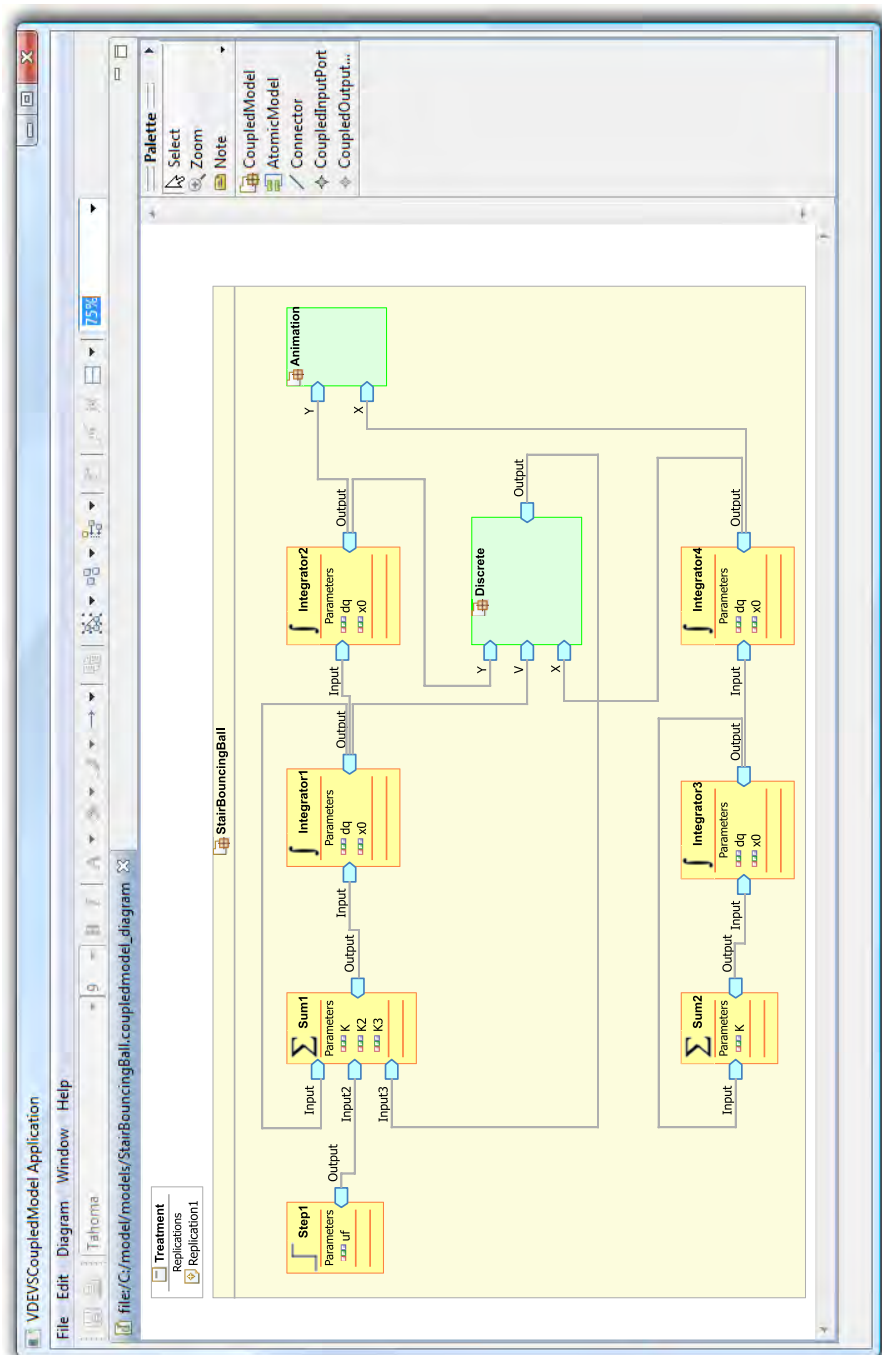 VDEVSCoupledModel Application
File Edit Diagram Window Help
Tahoma 9 B I A 75%
file:/C:/model/models/StairBouncingBall.coupledmodel_diagram
Treatment
Replications
Replication1
StairBouncingBall
Step1
Parameters
uf
Output
Input
Input2
Input3
Sum1
Parameters
K
K2
K3
Output
Input
Integrator1
Parameters
dq
x0
Output
Input
Integrator2
Parameters
dq
x0
Output
Y
X
Animation
Y
V
X
Discrete
Output
Input
Sum2
Parameters
K
Output
Input
Integrator3
Parameters
dq
x0
Output
Input
Integrator4
Parameters
dq
x0
Output
Palette
Select
Zoom
Note
CoupledModel
AtomicModel
Connector
CoupledInputPort
CoupledOutput...